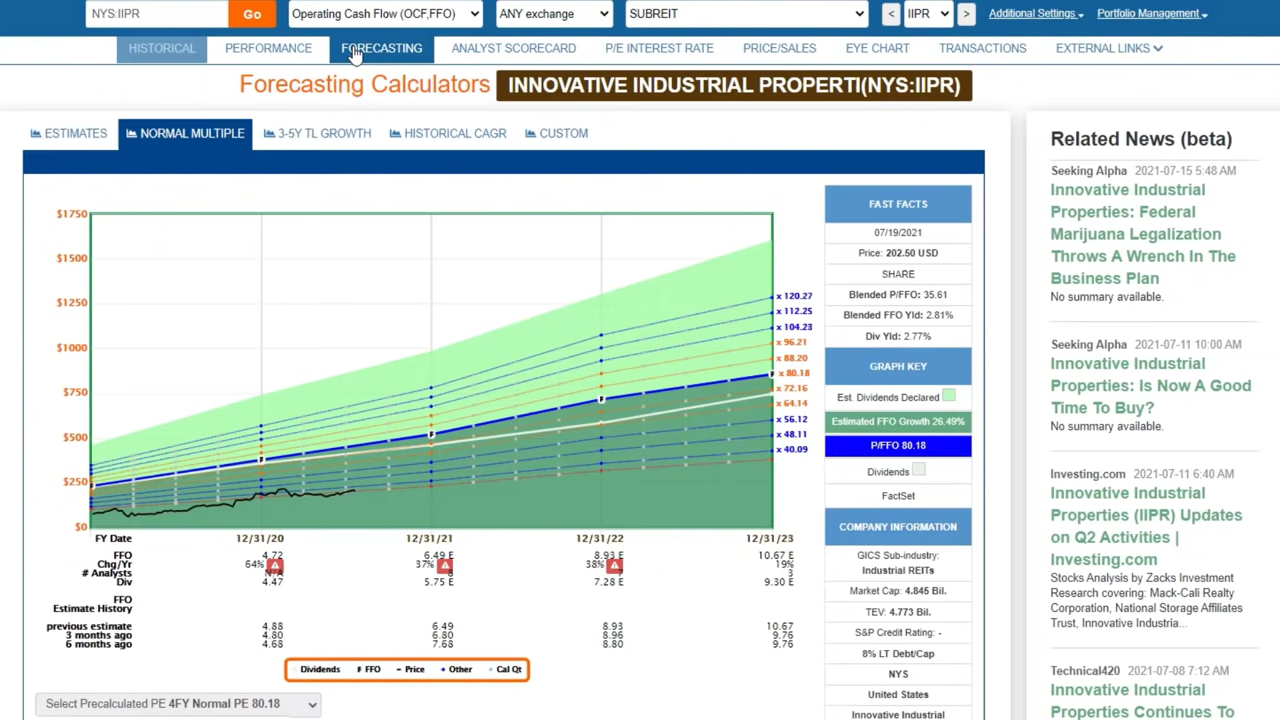 NYS:IIPR
Go
Operating Cash Flow (OCF,FFO)
ANY exchange
SUBREIT
<
IIPR
>
Additional Settings
Portfolio Management
HISTORICAL
PERFORMANCE
FORECASTING
ANALYST SCORECARD
P/E INTEREST RATE
PRICE/SALES
EYE CHART
TRANSACTIONS
EXTERNAL LINKS
Forecasting Calculators
INNOVATIVE INDUSTRIAL PROPERTI(NYS:IIPR)
ESTIMATES
NORMAL MULTIPLE
3-5Y TL GROWTH
HISTORICAL CAGR
CUSTOM
$1750
$1500
$1250
$1000
$750
$500
$250
$0
x 120.27
x 112.25
x 104.23
x 96.21
x 88.20
x 80.18
x 72.16
x 64.14
x 56.12
x 48.11
x 40.09
FY Date 12/31/20 12/31/21 12/31/22 12/31/23
FFO 4.72 6.49 E 8.93 E 10.67 E
Chg/Yr 64% 37% 38% 19%
# Analysts
Div 4.47 5.75 E 7.28 E 9.30 E
FFO
Estimate History
previous estimate 4.88 6.49 8.93 10.67
3 months ago 4.80 6.80 8.96 9.76
6 months ago 4.68 7.68 8.80 9.76
Dividends FFO Price Other Cal Qt
Select Precalculated PE 4FY Normal PE 80.18
FAST FACTS
07/19/2021
Price: 202.50 USD
SHARE
Blended P/FFO: 35.61
Blended FFO Yld: 2.81%
Div Yld: 2.77%
GRAPH KEY
Est. Dividends Declared
Estimated FFO Growth 26.49%
P/FFO 80.18
Dividends
FactSet
COMPANY INFORMATION
GICS Sub-industry:
Industrial REITs
Market Cap: 4.845 Bil.
TEV: 4.773 Bil.
S&P Credit Rating: -
8% LT Debt/Cap
NYS
United States
Innovative Industrial
Related News (beta)
Seeking Alpha 2021-07-15 5:48 AM
Innovative Industrial
Properties: Federal
Marijuana Legalization
Throws A Wrench In The
Business Plan
No summary available.
Seeking Alpha 2021-07-11 10:00 AM
Innovative Industrial
Properties: Is Now A Good
Time To Buy?
No summary available.
Investing.com 2021-07-11 6:40 AM
Innovative Industrial
Properties (IIPR) Updates
on Q2 Activities |
Investing.com
Stocks Analysis by Zacks Investment
Research covering: Mack-Cali Realty
Corporation, National Storage Affiliates
Trust, Innovative Industria...
Technical420 2021-07-08 7:12 AM
Innovative Industrial
Properties Continues To